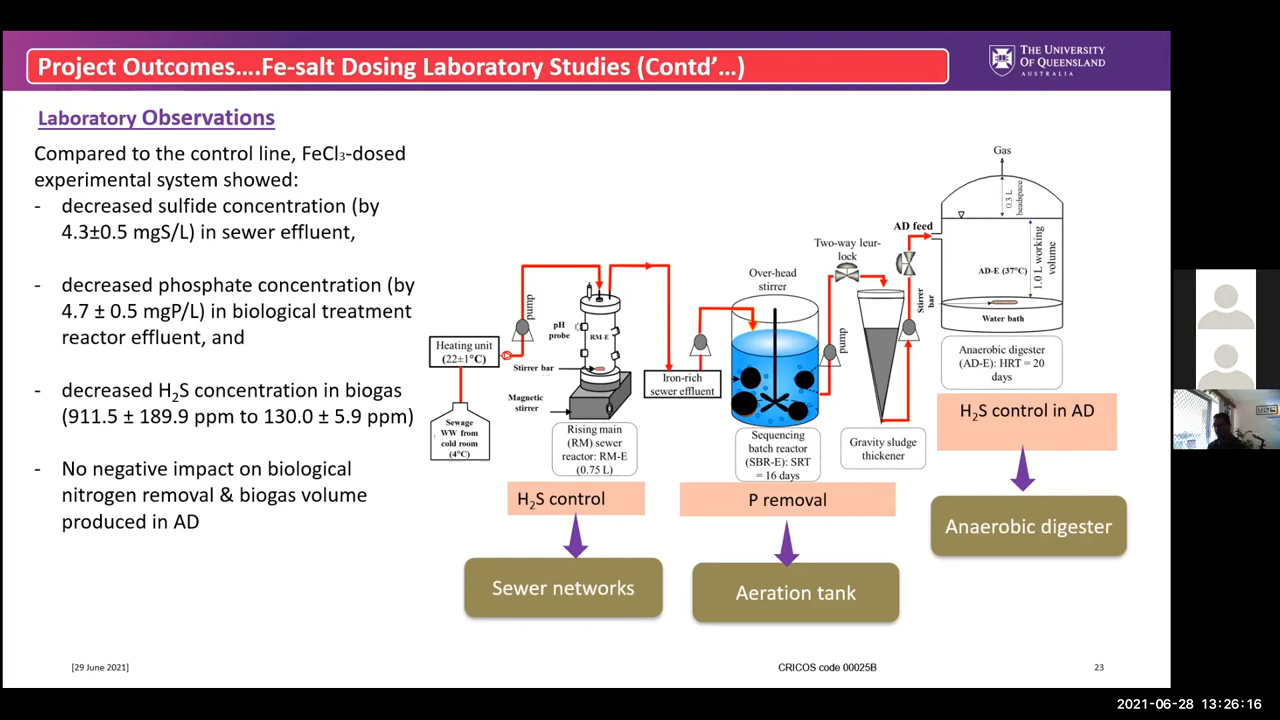 Project Outcomes….Fe-salt Dosing Laboratory Studies (Contd’…)
THE UNIVERSITY
OF QUEENSLAND
AUSTRALIA
Laboratory Observations
Compared to the control line, FeCl3-dosed
experimental system showed:
- decreased sulfide concentration (by
4.3±0.5 mgS/L) in sewer effluent,
- decreased phosphate concentration (by
4.7 ± 0.5 mgP/L) in biological treatment
reactor effluent, and
- decreased H2S concentration in biogas
(911.5 ± 189.9 ppm to 130.0 ± 5.9 ppm)
- No negative impact on biological
nitrogen removal & biogas volume
produced in AD
Heating unit
(22±1°C)
Sewage
WW from
cold room
(4°C)
pump
pH
probe
RM-E
Stirrer bar
Magnetic
stirrer
Rising main
(RM) sewer
reactor: RM-E
(0.75 L)
Iron-rich
sewer effluent
Over-head
stirrer
Sequencing
batch reactor
(SBR-E): SRT
= 16 days
pump
Two-way leur-
lock
Gravity sludge
thickener
AD feed
Stirrer
bar
Gas
0.3 L
headspace
1.0 L working
volume
AD-E (37°C)
Water bath
Anaerobic digester
(AD-E): HRT = 20
days
H2S control
P removal
H2S control in AD
Sewer networks
Aeration tank
Anaerobic digester
[29 June 2021]
CRICOS code 00025B
23
2021-06-28 13:26:16